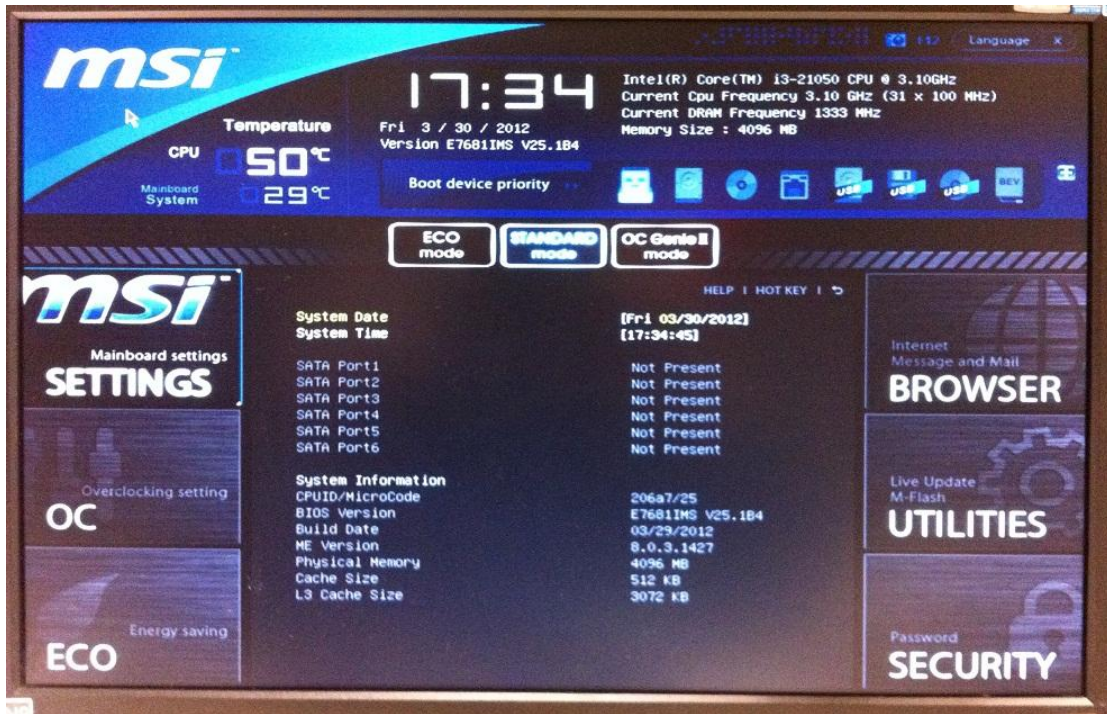 msi
F12 Language X
17:34
Intel(R) Core(TM) i3-21050 CPU @ 3.10GHz
Current Cpu Frequency 3.10 GHz (31 x 100 MHz)
Current DRAM Frequency 1333 MHz
Memory Size : 4096 MB
Fri 3 / 30 / 2012
Version E7681IMS V25.1B4
Temperature
CPU 50°C
Mainboard
System 29°C
Boot device priority
USB USB USB BEV
ECO
mode
STANDARD
mode
OC Genie II
mode
HELP | HOT KEY |
msi
Mainboard settings
SETTINGS
Overclocking setting
OC
Energy saving
ECO
System Date [Fri 03/30/2012]
System Time [17:34:45]
SATA Port1 Not Present
SATA Port2 Not Present
SATA Port3 Not Present
SATA Port4 Not Present
SATA Port5 Not Present
SATA Port6 Not Present
System Information
CPUID/MicroCode 206a7/25
BIOS Version E7681IMS V25.1B4
Build Date 03/29/2012
ME Version 8.0.3.1427
Physical Memory 4096 MB
Cache Size 512 KB
L3 Cache Size 3072 KB
Internet
Message and Mail
BROWSER
Live Update
M-Flash
UTILITIES
Password
SECURITY